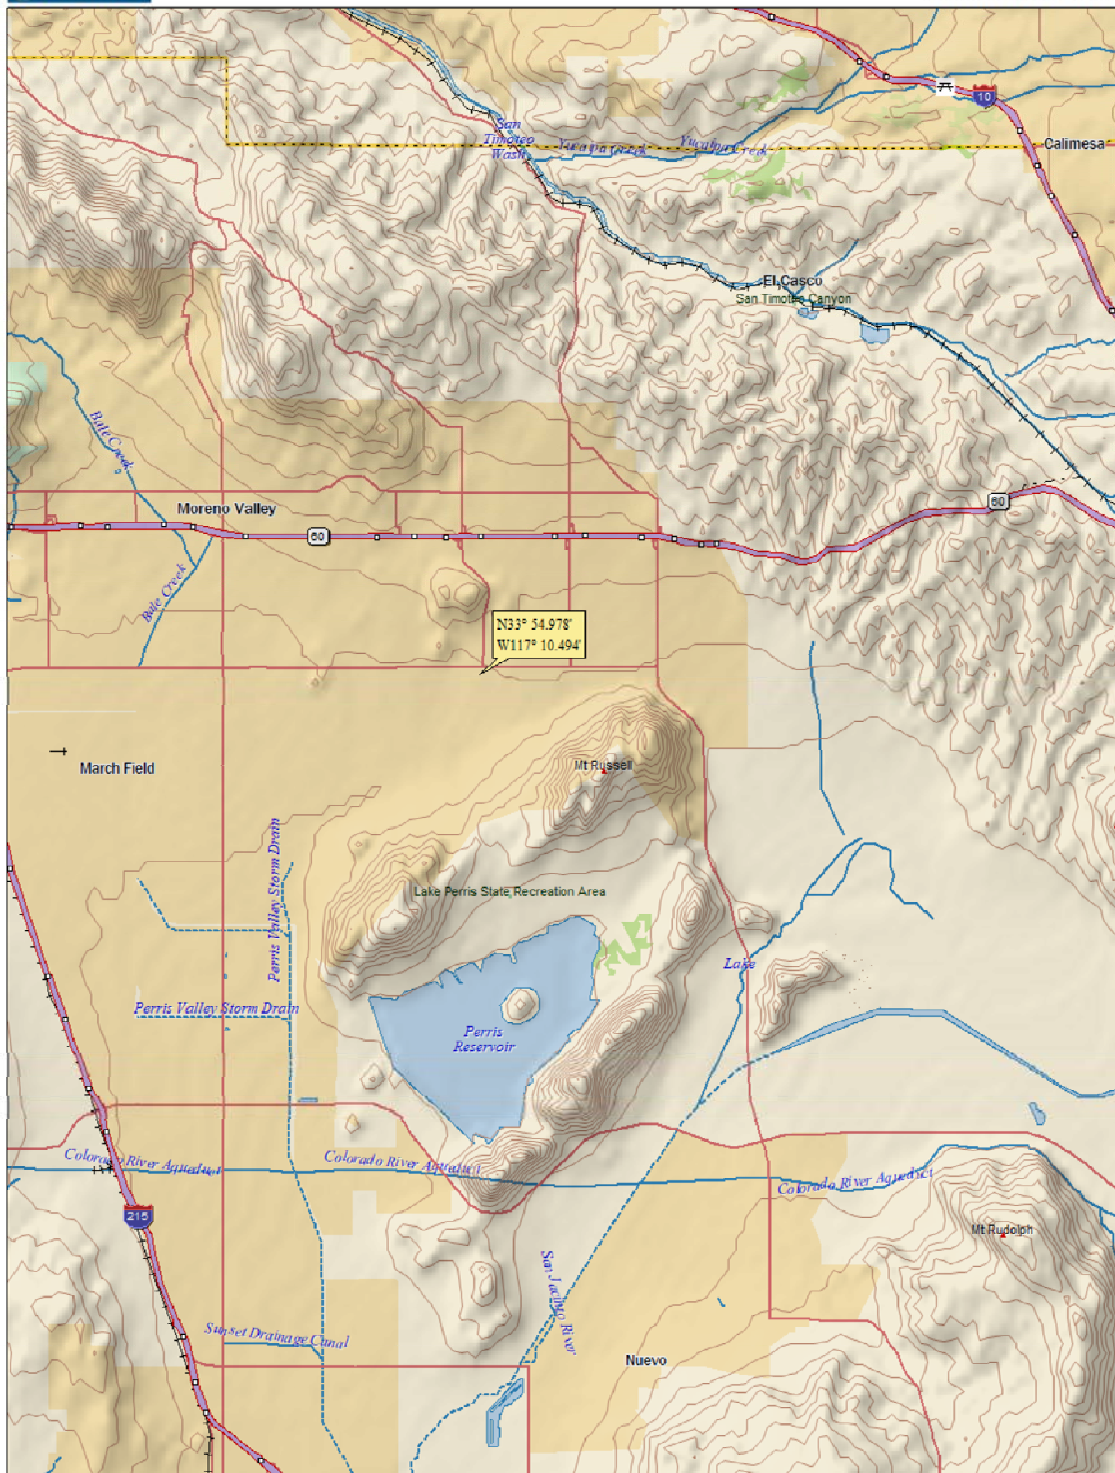 10
Calimesa
San
Timoteo
Wash
Yucaipa Creek
Yucaipa Creek
El Casco
San Timoteo Canyon
Bale Creek
Moreno Valley
60
60
Bale Creek
N33° 54.978'
W117° 10.494'
March Field
Mt Russell
Perris Valley Storm Drain
Lake Perris State Recreation Area
Lake
Perris Valley Storm Drain
Perris
Reservoir
Colorado River Aqueduct
Colorado River Aqueduct
Colorado River Aqueduct
215
Mt Rudolph
San Jacinto River
Sunset Drainage Canal
Nuevo